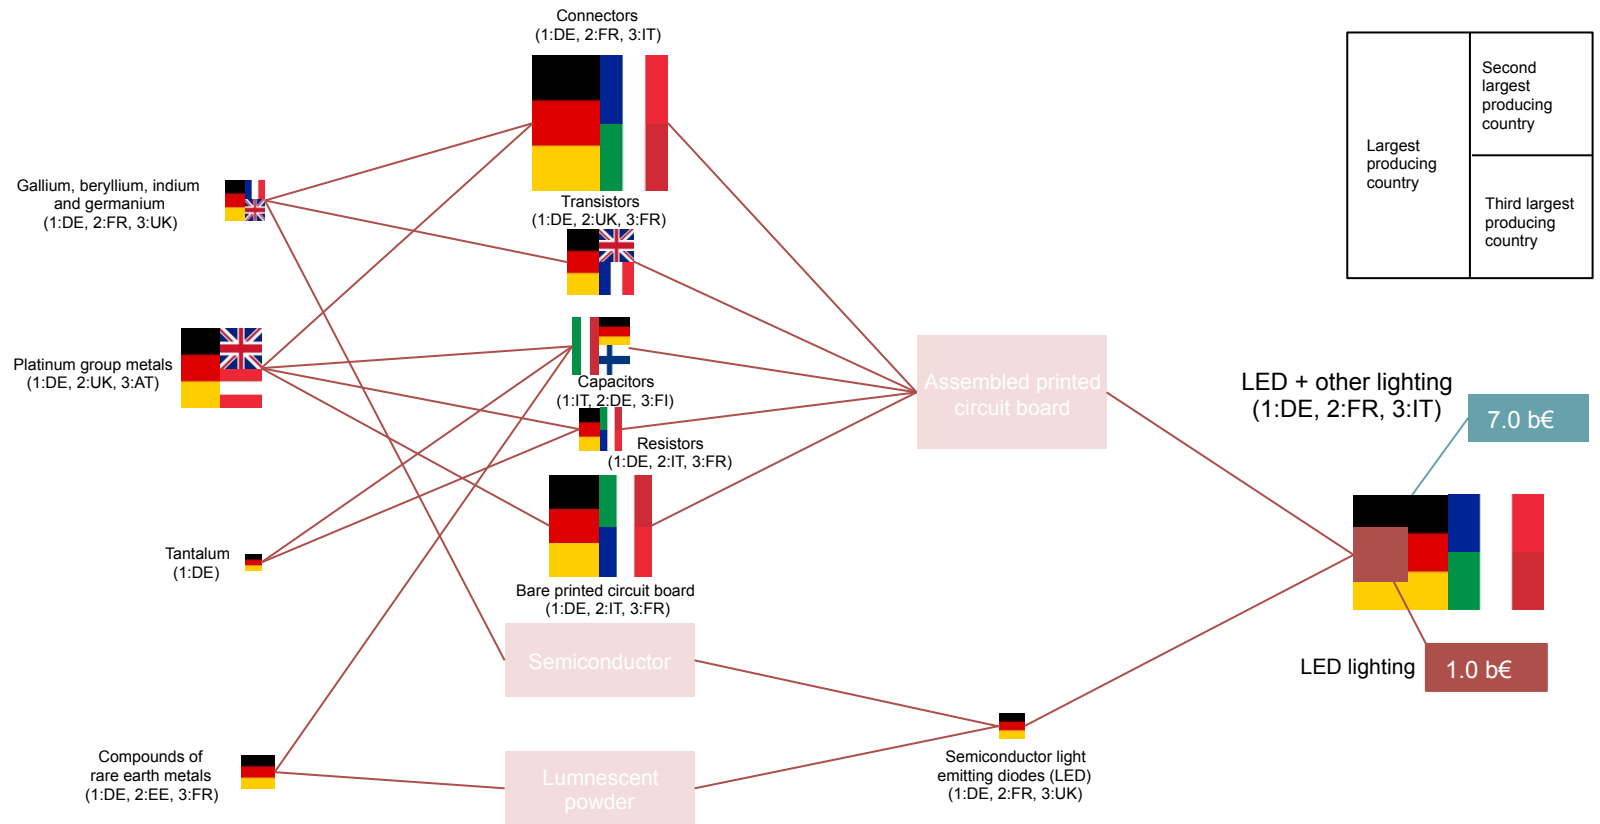 Connectors
(1:DE, 2:FR, 3:IT)
Second
largest
producing
country
Largest
producing
country
Third largest
producing
country
Gallium, beryllium, indium
and germanium
(1:DE, 2:FR, 3:UK)
Transistors
(1:DE, 2:UK, 3:FR)
Platinum group metals
(1:DE, 2:UK, 3:AT)
Capacitors
(1:IT, 2:DE, 3:FI)
Assembled printed
circuit board
LED + other lighting
(1:DE, 2:FR, 3:IT)
7.0 b€
Resistors
(1:DE, 2:IT, 3:FR)
Tantalum
(1:DE)
Bare printed circuit board
(1:DE, 2:IT, 3:FR)
Semiconductor
LED lighting
1.0 b€
Compounds of
rare earth metals
(1:DE, 2:EE, 3:FR)
Lumnescent
powder
Semiconductor light
emitting diodes (LED)
(1:DE, 2:FR, 3:UK)